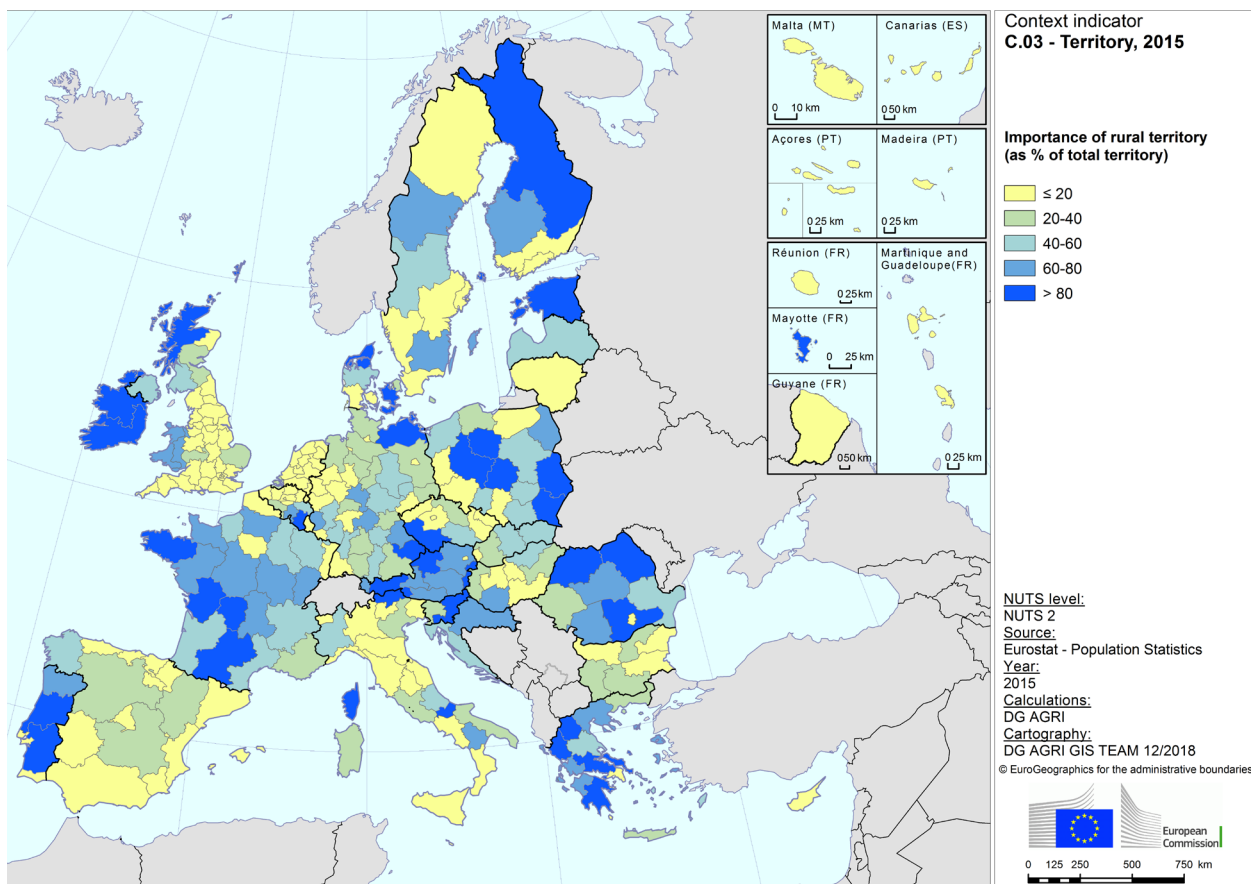 Context indicator
C.03 - Territory, 2015
Importance of rural territory
(as % of total territory)
≤ 20
20-40
40-60
60-80
> 80
Malta (MT)
0 10 km
Canarias (ES)
0 50 km
Açores (PT)
0 25 km
Madeira (PT)
0 25 km
Réunion (FR)
0 25 km
Martinique and
Guadeloupe(FR)
0 25 km
Mayotte (FR)
0 25 km
Guyane (FR)
0 50 km
NUTS level:
NUTS 2
Source:
Eurostat - Population Statistics
Year:
2015
Calculations:
DG AGRI
Cartography:
DG AGRI GIS TEAM 12/2018
© EuroGeographics for the administrative boundaries
European
Commission
0 125 250 500 750 km